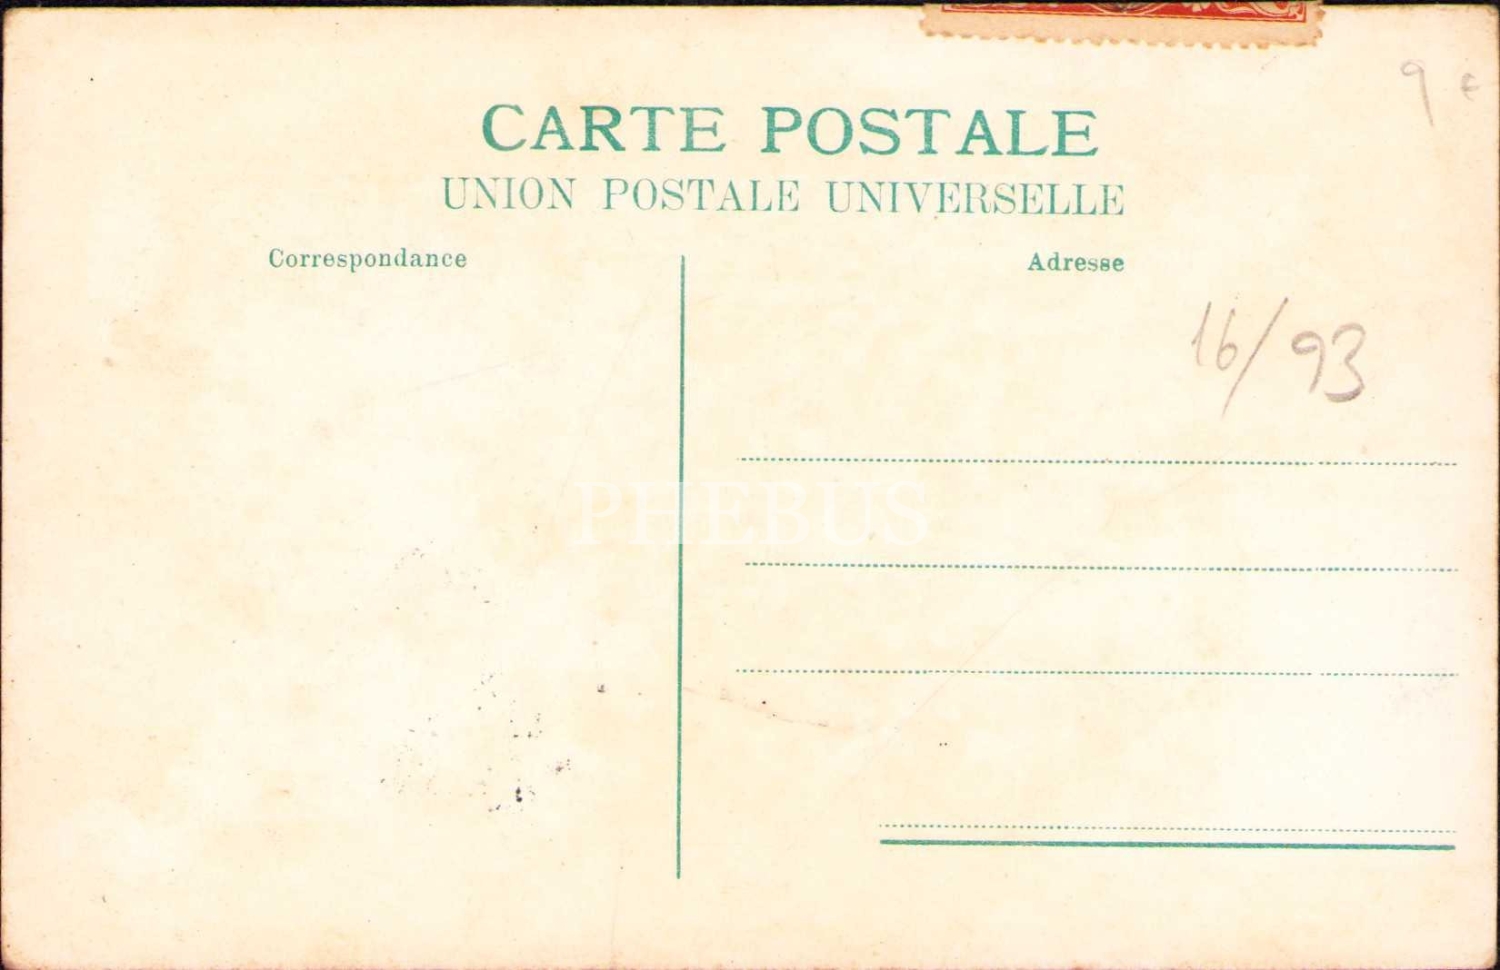 9 €
CARTE POSTALE
UNION POSTALE UNIVERSELLE
Correspondance
Adresse
16/93
PHEBUS